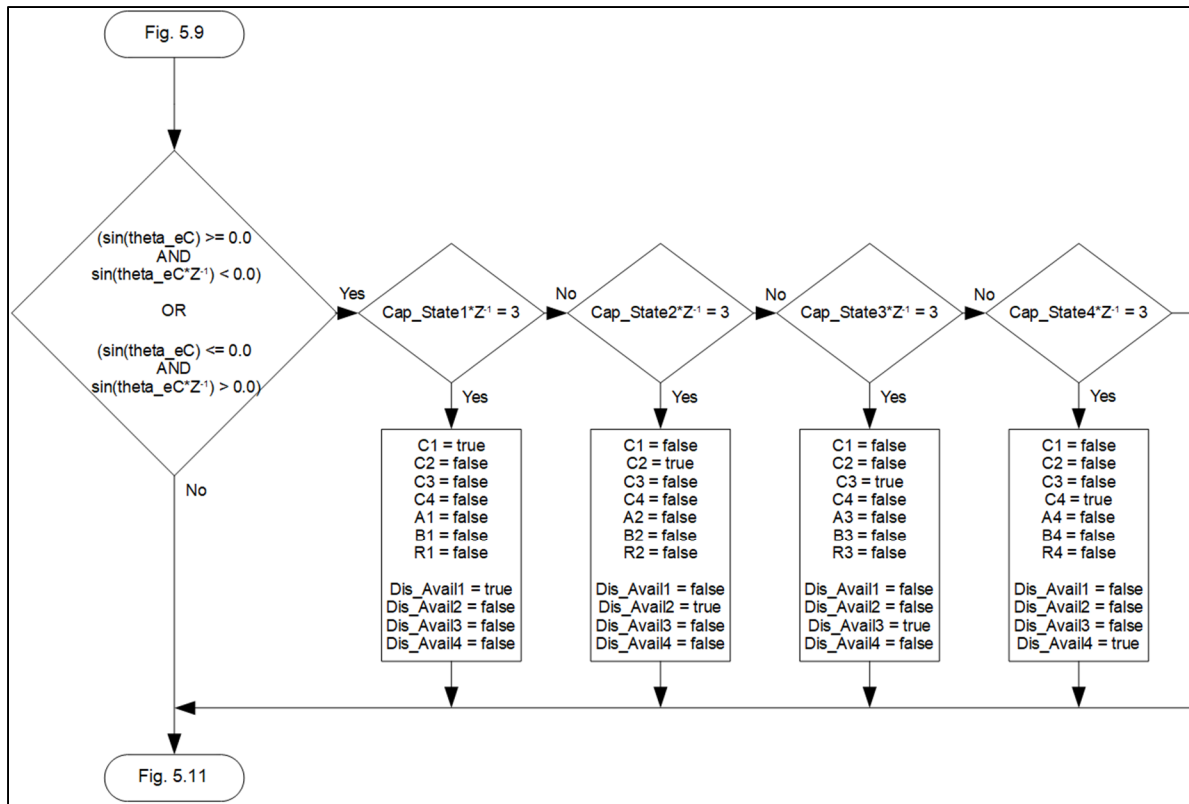 Fig. 5.9
(sin(theta_eC) >= 0.0
AND
sin(theta_eC*Z⁻¹) < 0.0)
OR
(sin(theta_eC) <= 0.0
AND
sin(theta_eC*Z⁻¹) > 0.0)
Yes
No
Cap_State1*Z⁻¹ = 3
No
Yes
Cap_State2*Z⁻¹ = 3
No
Yes
Cap_State3*Z⁻¹ = 3
No
Yes
Cap_State4*Z⁻¹ = 3
Yes
C1 = true
C2 = false
C3 = false
C4 = false
A1 = false
B1 = false
R1 = false
Dis_Avail1 = true
Dis_Avail2 = false
Dis_Avail3 = false
Dis_Avail4 = false
C1 = false
C2 = true
C3 = false
C4 = false
A2 = false
B2 = false
R2 = false
Dis_Avail1 = false
Dis_Avail2 = true
Dis_Avail3 = false
Dis_Avail4 = false
C1 = false
C2 = false
C3 = true
C4 = false
A3 = false
B3 = false
R3 = false
Dis_Avail1 = false
Dis_Avail2 = false
Dis_Avail3 = true
Dis_Avail4 = false
C1 = false
C2 = false
C3 = false
C4 = true
A4 = false
B4 = false
R4 = false
Dis_Avail1 = false
Dis_Avail2 = false
Dis_Avail3 = false
Dis_Avail4 = true
Fig. 5.11